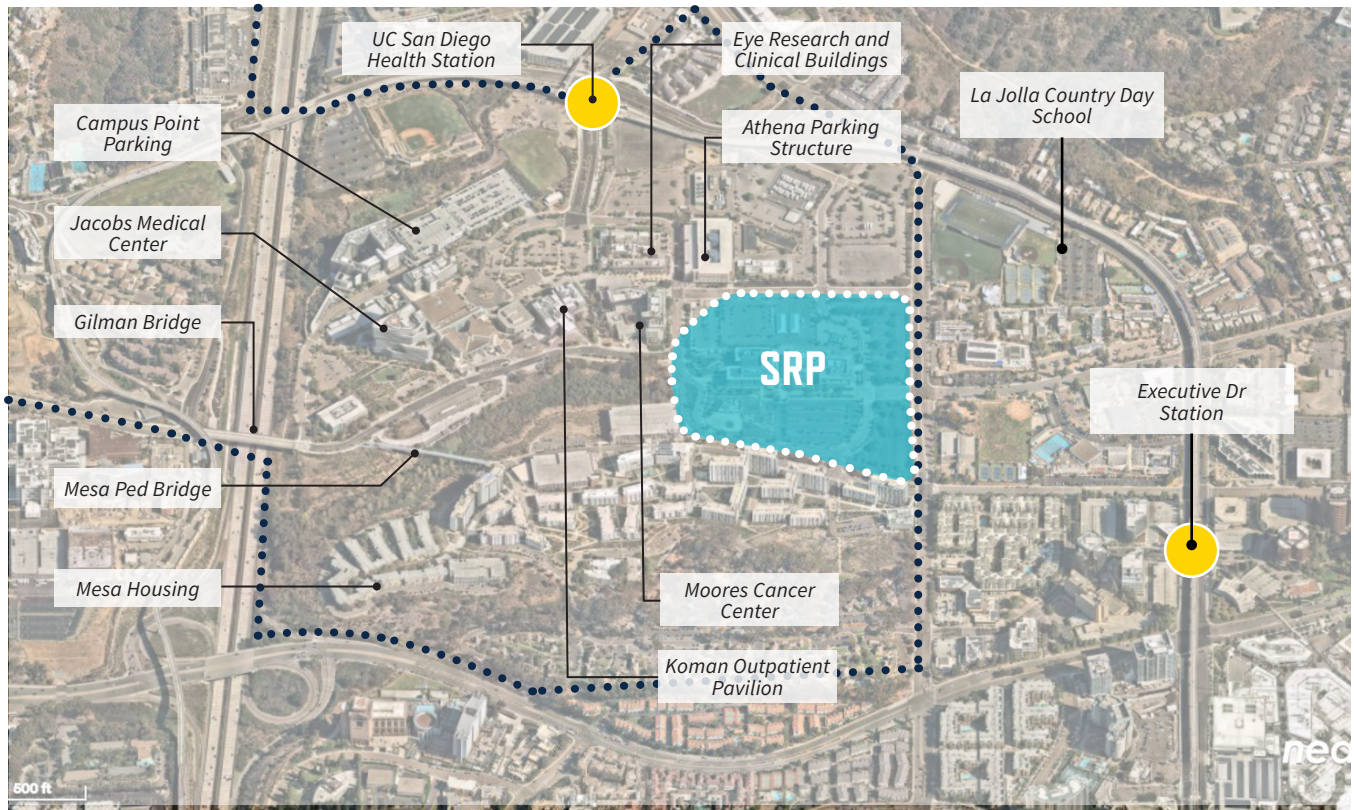 UC San Diego
Health Station
Eye Research and
Clinical Buildings
La Jolla Country Day
School
Campus Point
Parking
Athena Parking
Structure
Jacobs Medical
Center
Gilman Bridge
SRP
Executive Dr
Station
Mesa Ped Bridge
Mesa Housing
Moores Cancer
Center
Koman Outpatient
Pavilion
500 ft